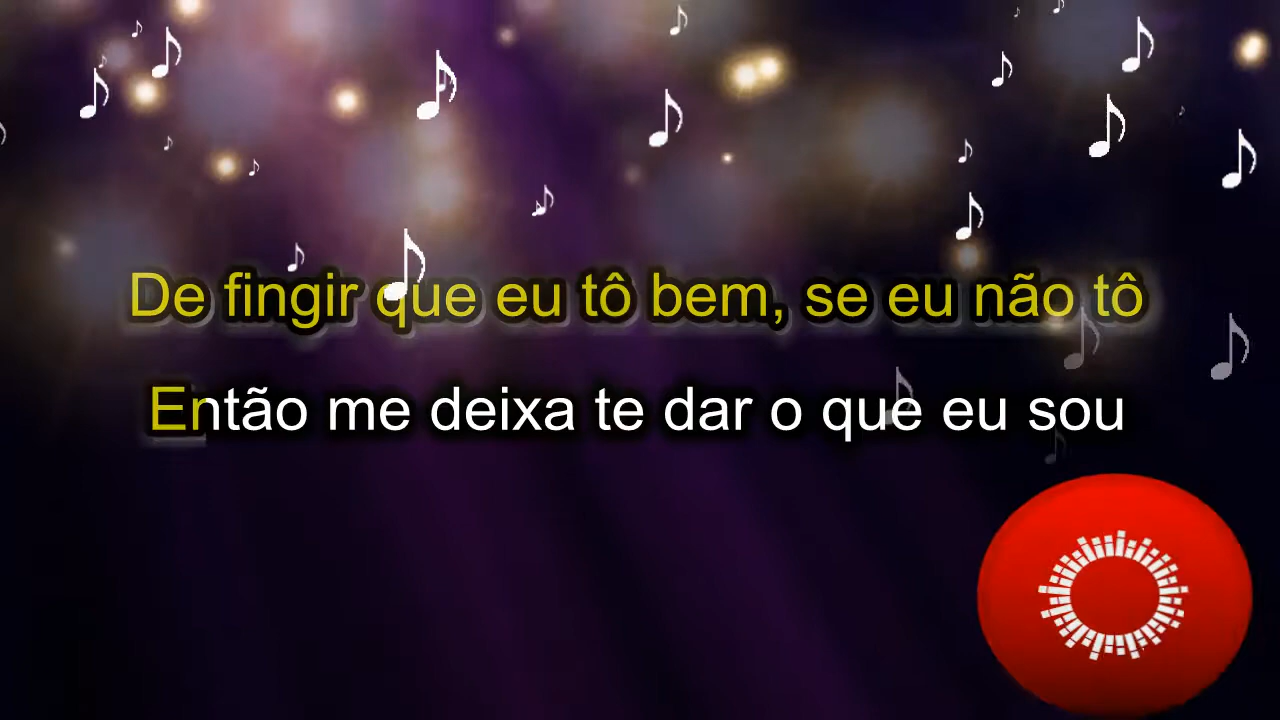 De fingir que eu tô bem, se eu não tô
Então me deixa te dar o que eu sou